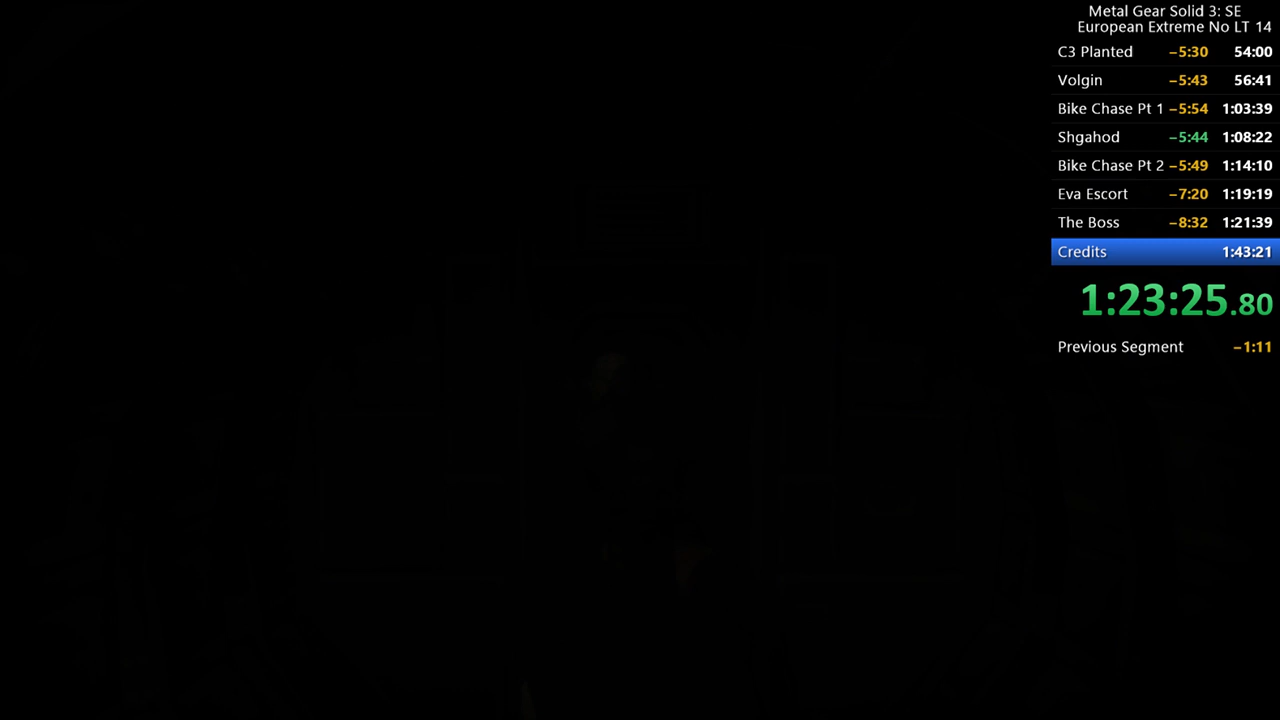 Metal Gear Solid 3: SE
European Extreme No LT 14
C3 Planted −5:30 54:00
Volgin −5:43 56:41
Bike Chase Pt 1 −5:54 1:03:39
Shgahod −5:44 1:08:22
Bike Chase Pt 2 −5:49 1:14:10
Eva Escort −7:20 1:19:19
The Boss −8:32 1:21:39
Credits 1:43:21
1:23:25.80
Previous Segment −1:11